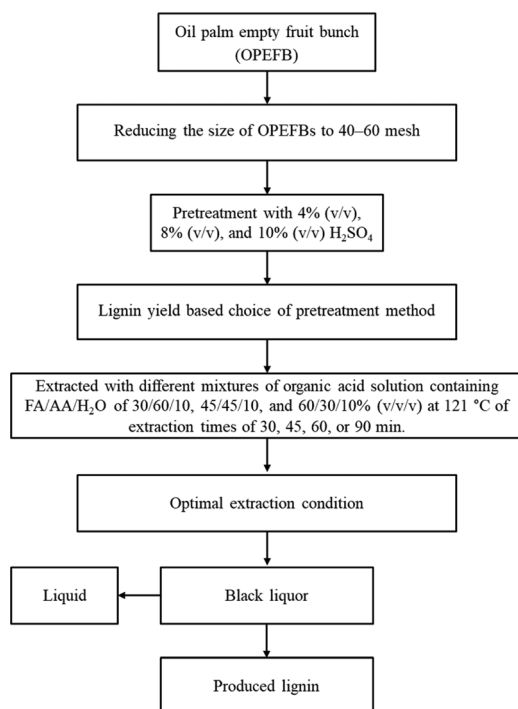 Oil palm empty fruit bunch
(OPEFB)
Reducing the size of OPEFBs to 40–60 mesh
Pretreatment with 4% (v/v),
8% (v/v), and 10% (v/v) H₂SO₄
Lignin yield based choice of pretreatment method
Extracted with different mixtures of organic acid solution containing
FA/AA/H₂O of 30/60/10, 45/45/10, and 60/30/10% (v/v/v) at 121 °C of
extraction times of 30, 45, 60, or 90 min.
Optimal extraction condition
Liquid
Black liquor
Produced lignin